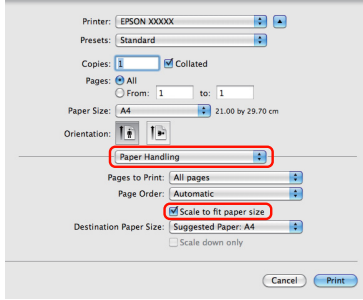 Printer: EPSON XXXXX
Presets: Standard
Copies: 1 Collated
Pages: All
From: 1 to: 1
Paper Size: A4 21.00 by 29.70 cm
Orientation:
Paper Handling
Pages to Print: All pages
Page Order: Automatic
Scale to fit paper size
Destination Paper Size: Suggested Paper: A4
Scale down only
Cancel Print